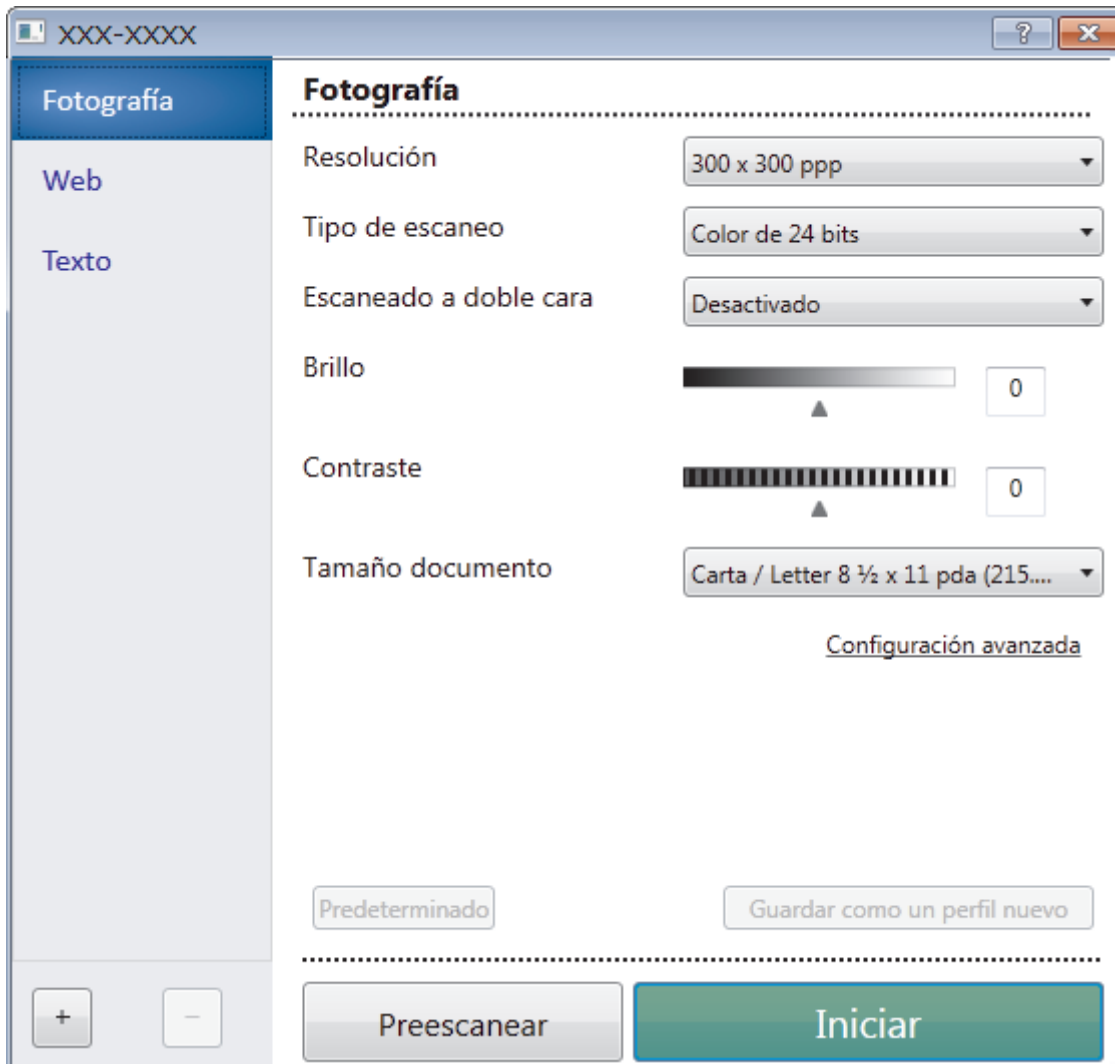 XXX-XXXX
?
Fotografía
Web
Texto
Fotografía
Resolución
300 x 300 ppp
Tipo de escaneo
Color de 24 bits
Escaneado a doble cara
Desactivado
Brillo
0
Contraste
0
Tamaño documento
Carta / Letter 8 ½ x 11 pda (215....
Configuración avanzada
Predeterminado
Guardar como un perfil nuevo
+
−
Preescanear
Iniciar